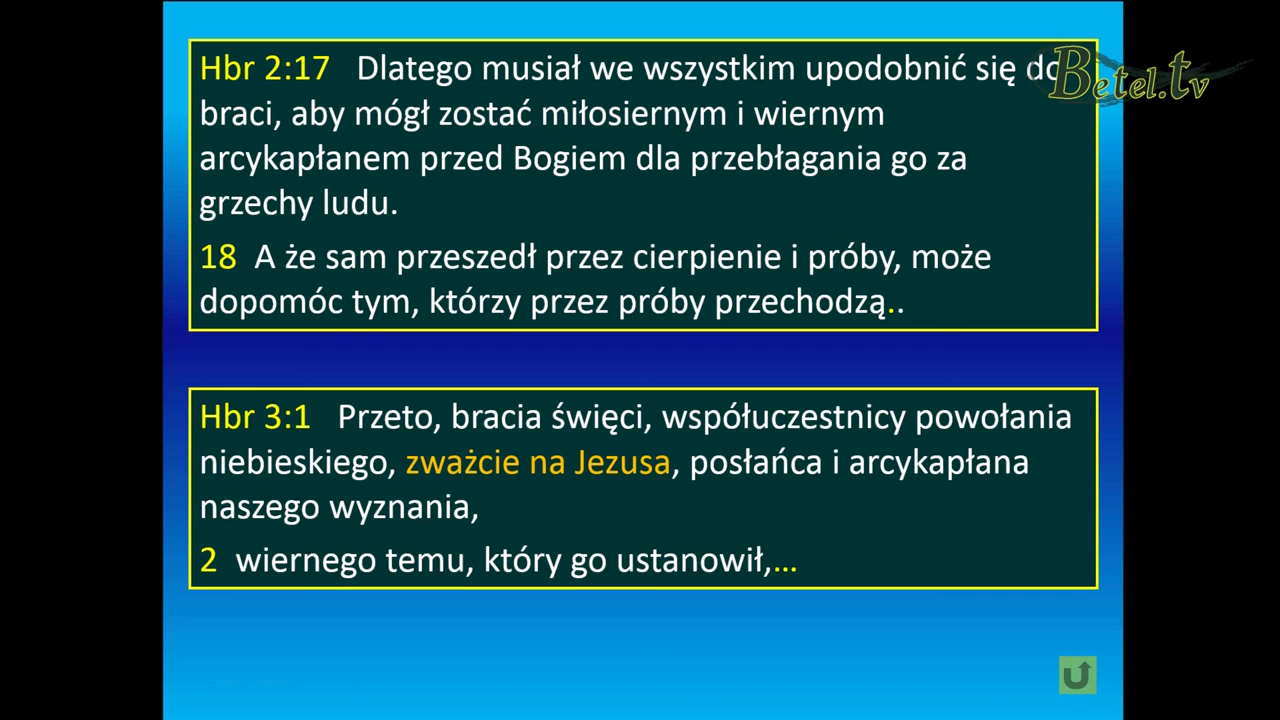 Hbr 2:17 Dlatego musiał we wszystkim upodobnić się do
braci, aby mógł zostać miłosiernym i wiernym
arcykapłanem przed Bogiem dla przebłagania go za
grzechy ludu.
18 A że sam przeszedł przez cierpienie i próby, może
dopomóc tym, którzy przez próby przechodzą..
Hbr 3:1 Przeto, bracia święci, współuczestnicy powołania
niebieskiego, zważcie na Jezusa, posłańca i arcykapłana
naszego wyznania,
2 wiernego temu, który go ustanowił,...
Betel.tv